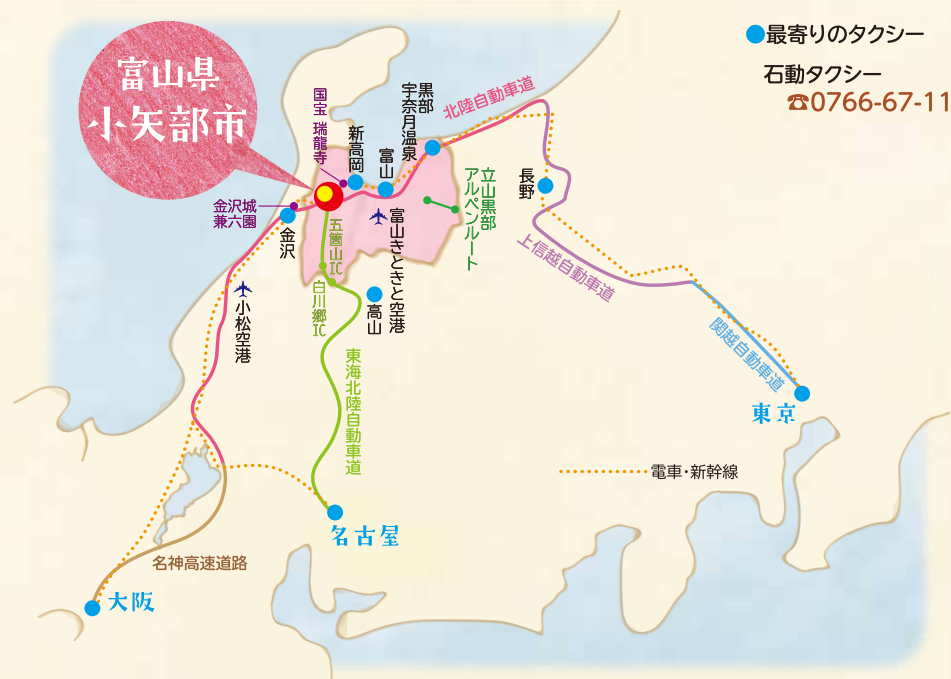 富山県
小矢部市
●最寄りのタクシー
石動タクシー
☎0766-67-11
国宝 瑞龍寺
新高岡
富山
黒部
宇奈月温泉
北陸自動車道
立山黒部
アルペンルート
長野
金沢城
兼六園
金沢
五箇山IC
富山きときと空港
上信越自動車道
白川郷IC
高山
小松空港
関越自動車道
東海北陸自動車道
東京
電車・新幹線
名古屋
名神高速道路
大阪